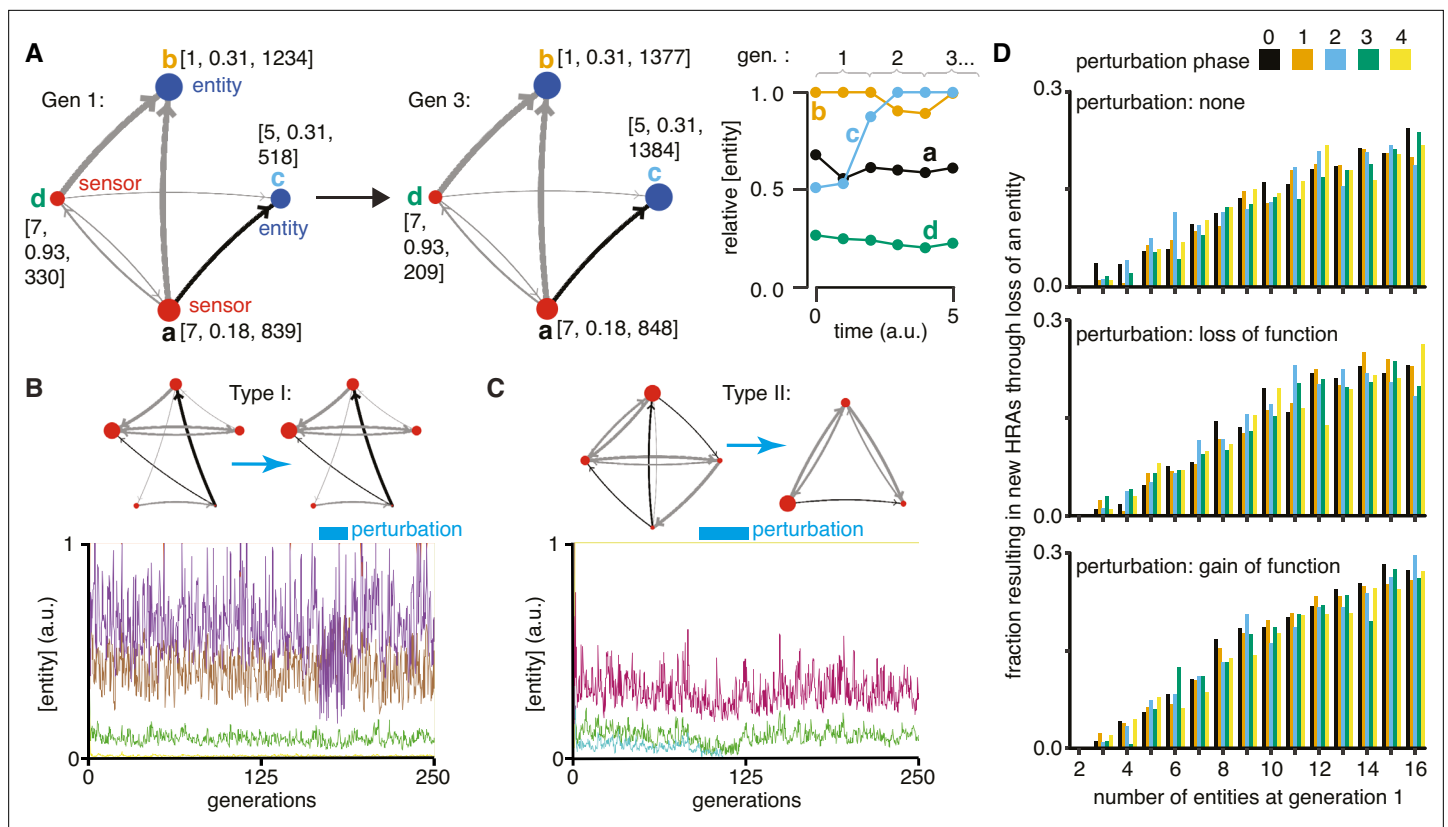 A
Gen 1:
b [1, 0.31, 1234]
entity
[5, 0.31,
518]
c
entity
d
sensor
[7,
0.93,
330]
sensor
a [7, 0.18, 839]
Gen 3:
b [1, 0.31, 1377]
[5, 0.31,
1384]
c
d
[7,
0.93,
209]
a [7, 0.18, 848]
gen. : 1 2 3...
relative [entity]
1.0
0.5
0.0
b
c
a
d
0 5
time (a.u.)
B
Type I:
perturbation
[entity] (a.u.)
1
0
0 125 250
generations
C
Type II:
perturbation
[entity] (a.u.)
1
0
0 125 250
generations
D
0 1 2 3 4
perturbation phase
fraction resulting in new HRAs through loss of an entity
0.3
perturbation: none
0.0
0.3
perturbation: loss of function
0.0
0.3
perturbation: gain of function
0.0
2 4 6 8 10 12 14 16
number of entities at generation 1